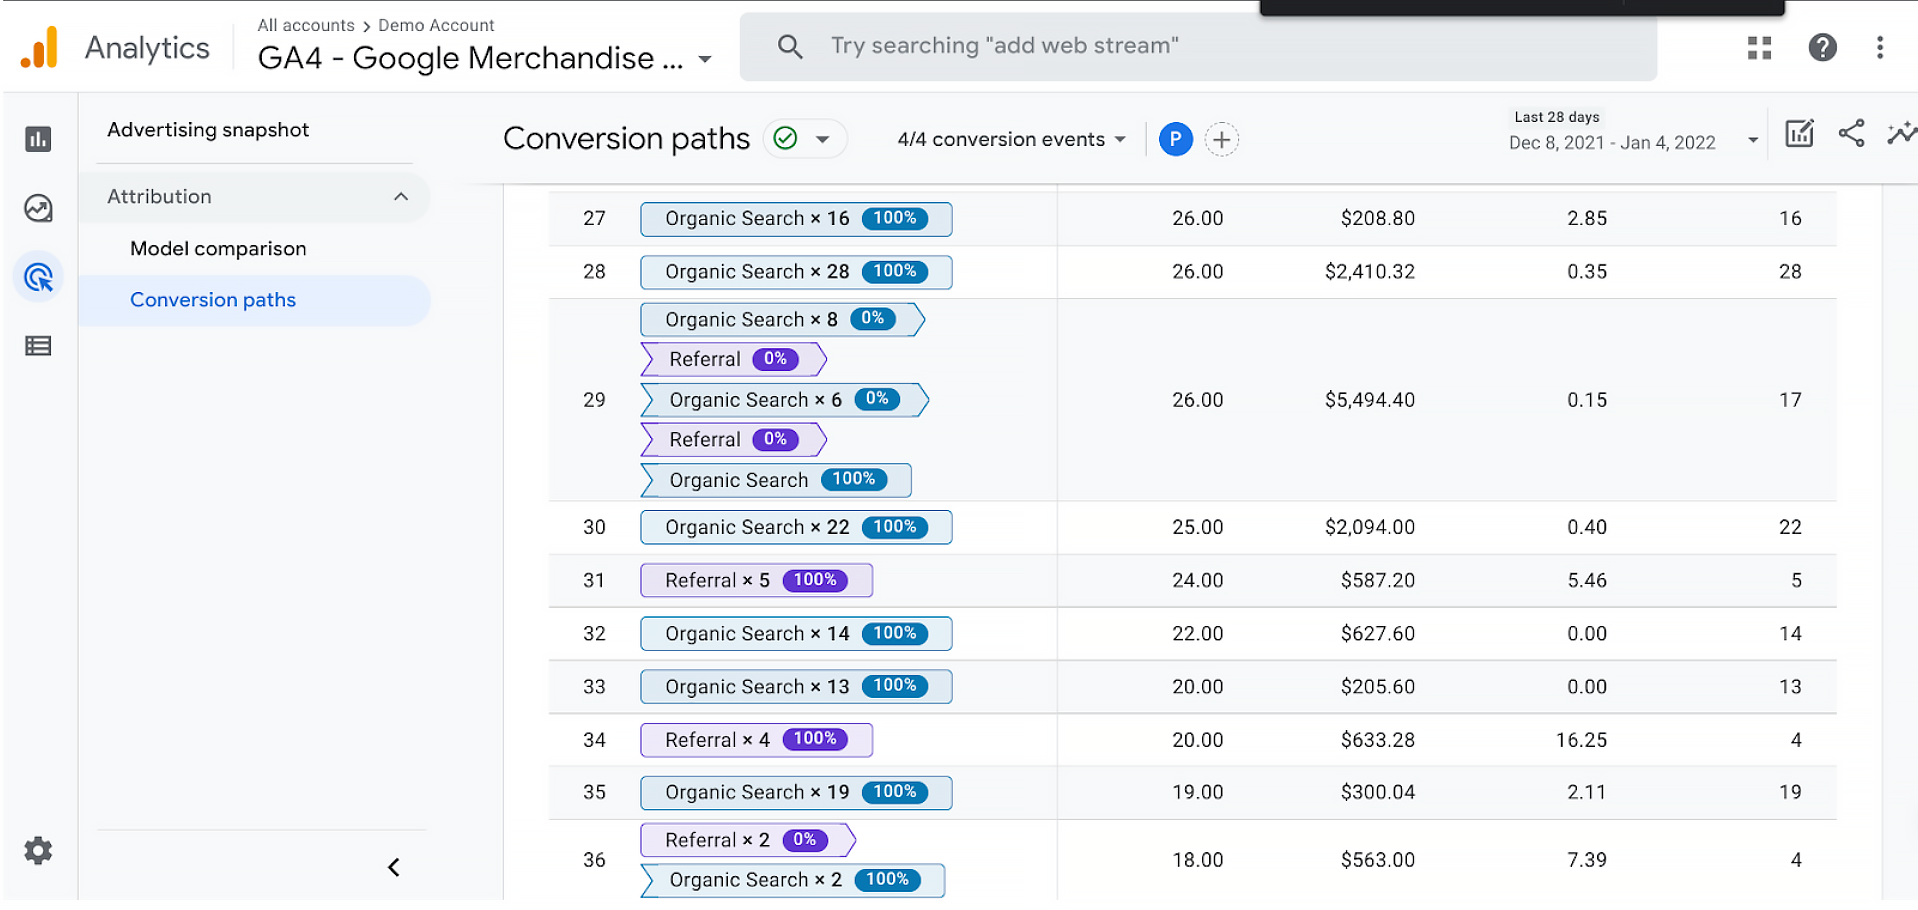 Analytics
All accounts > Demo Account
GA4 - Google Merchandise ...
Try searching "add web stream"
Advertising snapshot
Attribution
Model comparison
Conversion paths
Conversion paths
4/4 conversion events
P
Last 28 days
Dec 8, 2021 - Jan 4, 2022
27 Organic Search × 16 100% 26.00 $208.80 2.85 16
28 Organic Search × 28 100% 26.00 $2,410.32 0.35 28
Organic Search × 8 0%
Referral 0%
29 Organic Search × 6 0% 26.00 $5,494.40 0.15 17
Referral 0%
Organic Search 100%
30 Organic Search × 22 100% 25.00 $2,094.00 0.40 22
31 Referral × 5 100% 24.00 $587.20 5.46 5
32 Organic Search × 14 100% 22.00 $627.60 0.00 14
33 Organic Search × 13 100% 20.00 $205.60 0.00 13
34 Referral × 4 100% 20.00 $633.28 16.25 4
35 Organic Search × 19 100% 19.00 $300.04 2.11 19
Referral × 2 0%
36 18.00 $563.00 7.39 4
Organic Search × 2 100%